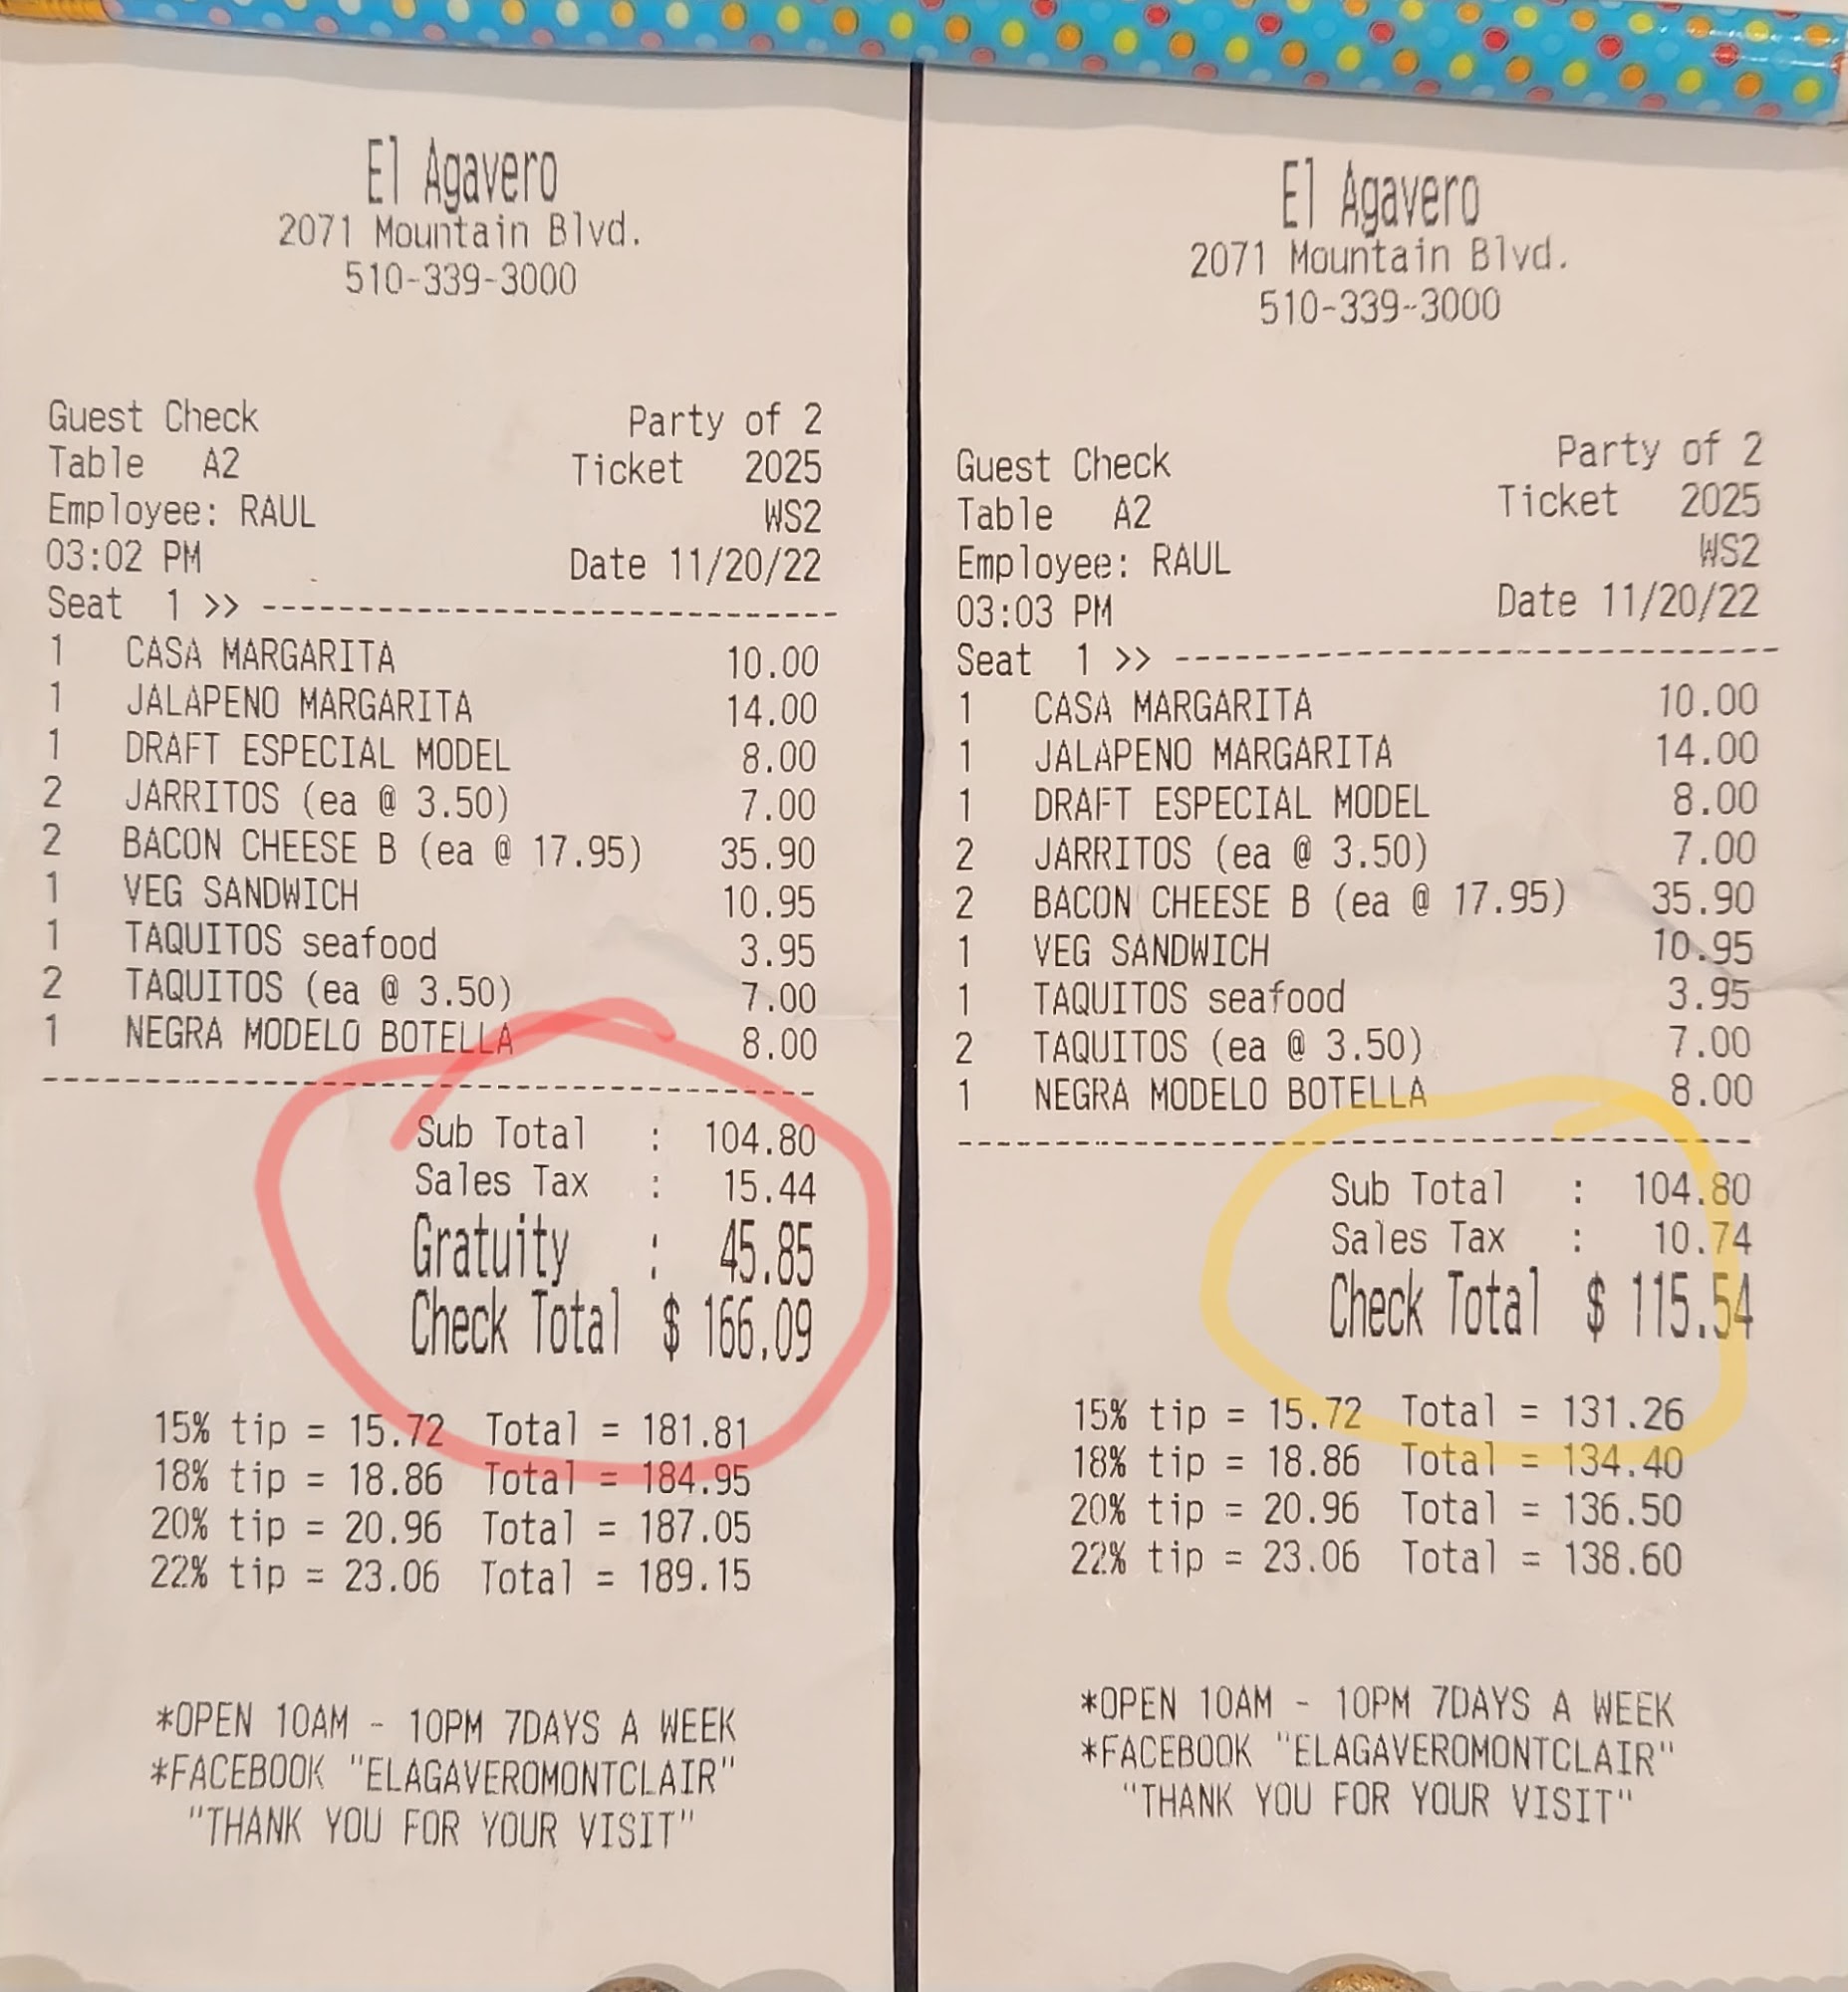 El Agavero
2071 Mountain Blvd.
510-339-3000
Guest Check Party of 2
Table A2 Ticket 2025
Employee: RAUL WS2
03:02 PM Date 11/20/22
Seat 1 >> ------------------------------
1 CASA MARGARITA 10.00
1 JALAPENO MARGARITA 14.00
1 DRAFT ESPECIAL MODEL 8.00
2 JARRITOS (ea @ 3.50) 7.00
2 BACON CHEESE B (ea @ 17.95) 35.90
1 VEG SANDWICH 10.95
1 TAQUITOS seafood 3.95
2 TAQUITOS (ea @ 3.50) 7.00
1 NEGRA MODELO BOTELLA 8.00
----------------------------------------
Sub Total : 104.80
Sales Tax : 15.44
Gratuity : 45.85
Check Total $ 166.09
15% tip = 15.72 Total = 181.81
18% tip = 18.86 Total = 184.95
20% tip = 20.96 Total = 187.05
22% tip = 23.06 Total = 189.15
*OPEN 10AM - 10PM 7DAYS A WEEK
*FACEBOOK "ELAGAVEROMONTCLAIR"
"THANK YOU FOR YOUR VISIT"
El Agavero
2071 Mountain Blvd.
510-339-3000
Guest Check Party of 2
Table A2 Ticket 2025
Employee: RAUL WS2
03:03 PM Date 11/20/22
Seat 1 >> ------------------------------
1 CASA MARGARITA 10.00
1 JALAPENO MARGARITA 14.00
1 DRAFT ESPECIAL MODEL 8.00
2 JARRITOS (ea @ 3.50) 7.00
2 BACON CHEESE B (ea @ 17.95) 35.90
1 VEG SANDWICH 10.95
1 TAQUITOS seafood 3.95
2 TAQUITOS (ea @ 3.50) 7.00
1 NEGRA MODELO BOTELLA 8.00
----------------------------------------
Sub Total : 104.80
Sales Tax : 10.74
Check Total $ 115.54
15% tip = 15.72 Total = 131.26
18% tip = 18.86 Total = 134.40
20% tip = 20.96 Total = 136.50
22% tip = 23.06 Total = 138.60
*OPEN 10AM - 10PM 7DAYS A WEEK
*FACEBOOK "ELAGAVEROMONTCLAIR"
"THANK YOU FOR YOUR VISIT"